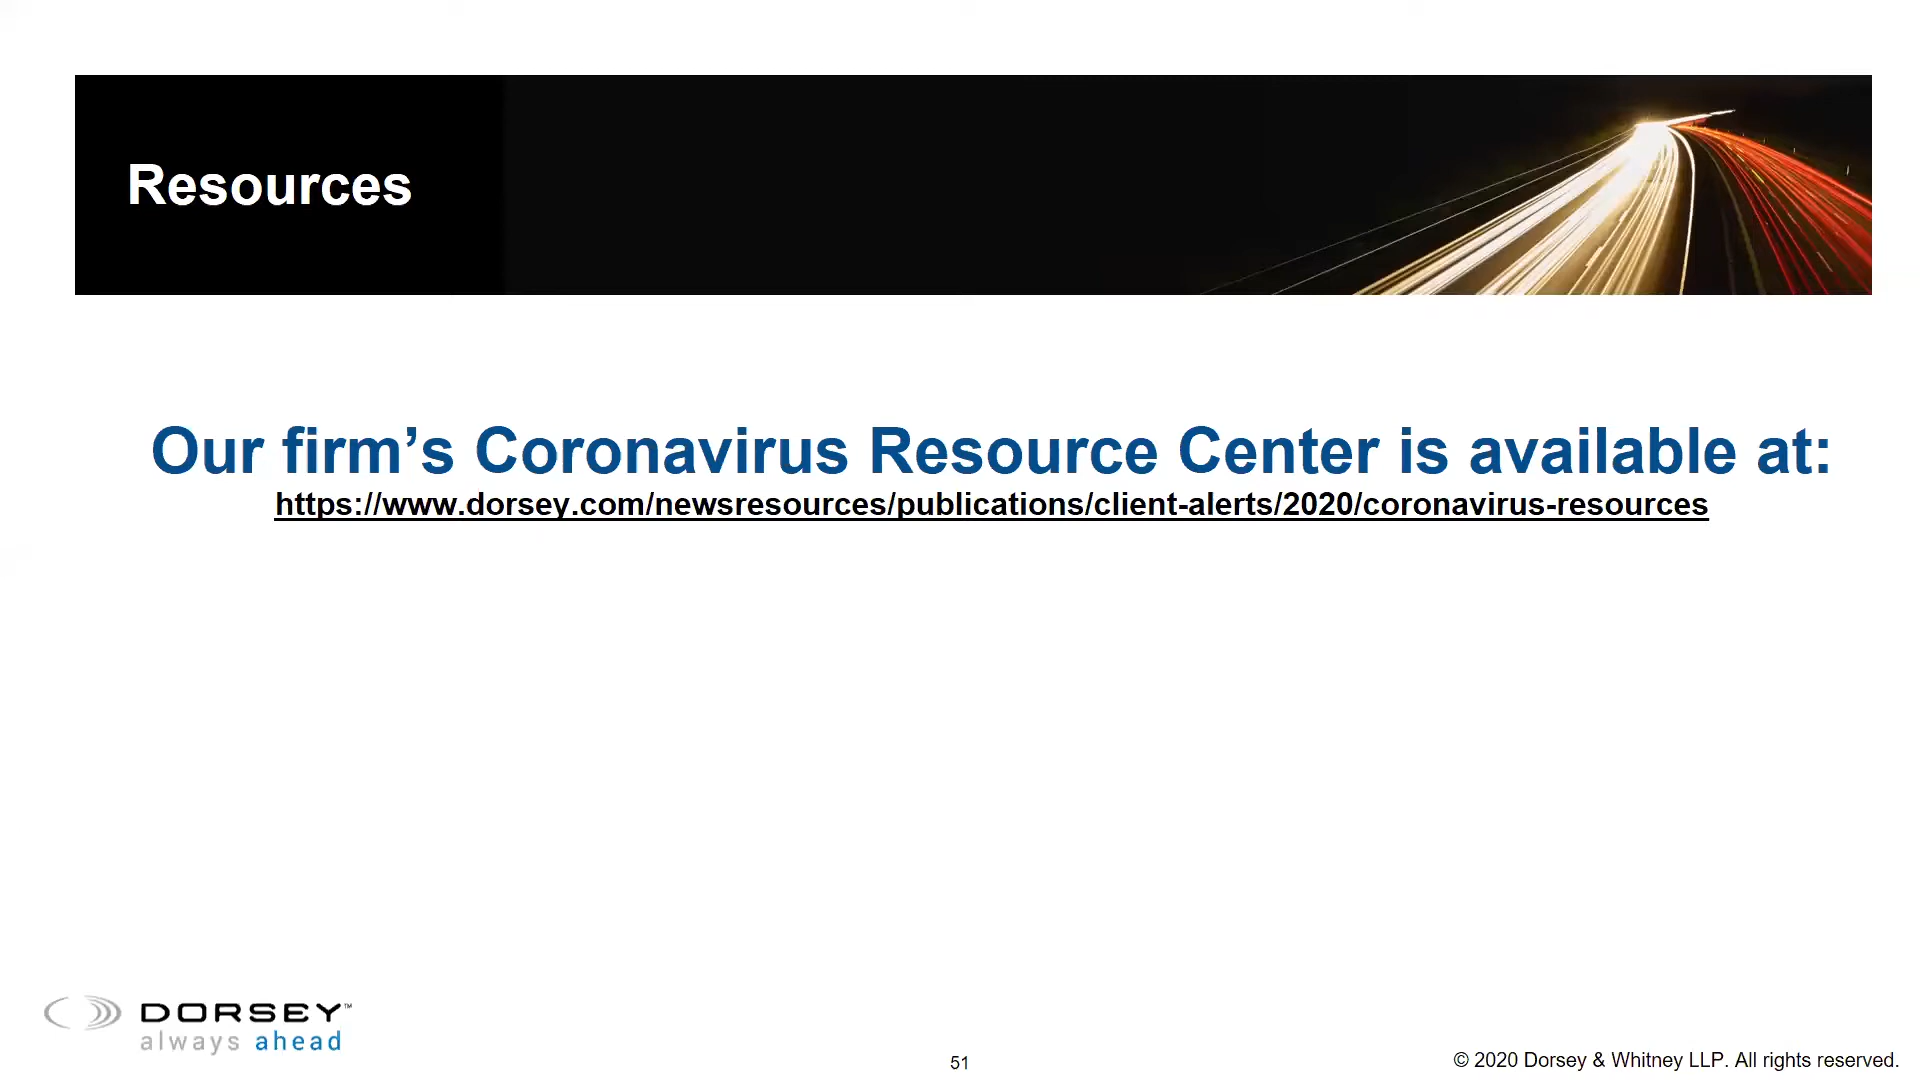 Resources
Our firm’s Coronavirus Resource Center is available at:
https://www.dorsey.com/newsresources/publications/client-alerts/2020/coronavirus-resources
DORSEY™
always ahead
51
© 2020 Dorsey & Whitney LLP. All rights reserved.